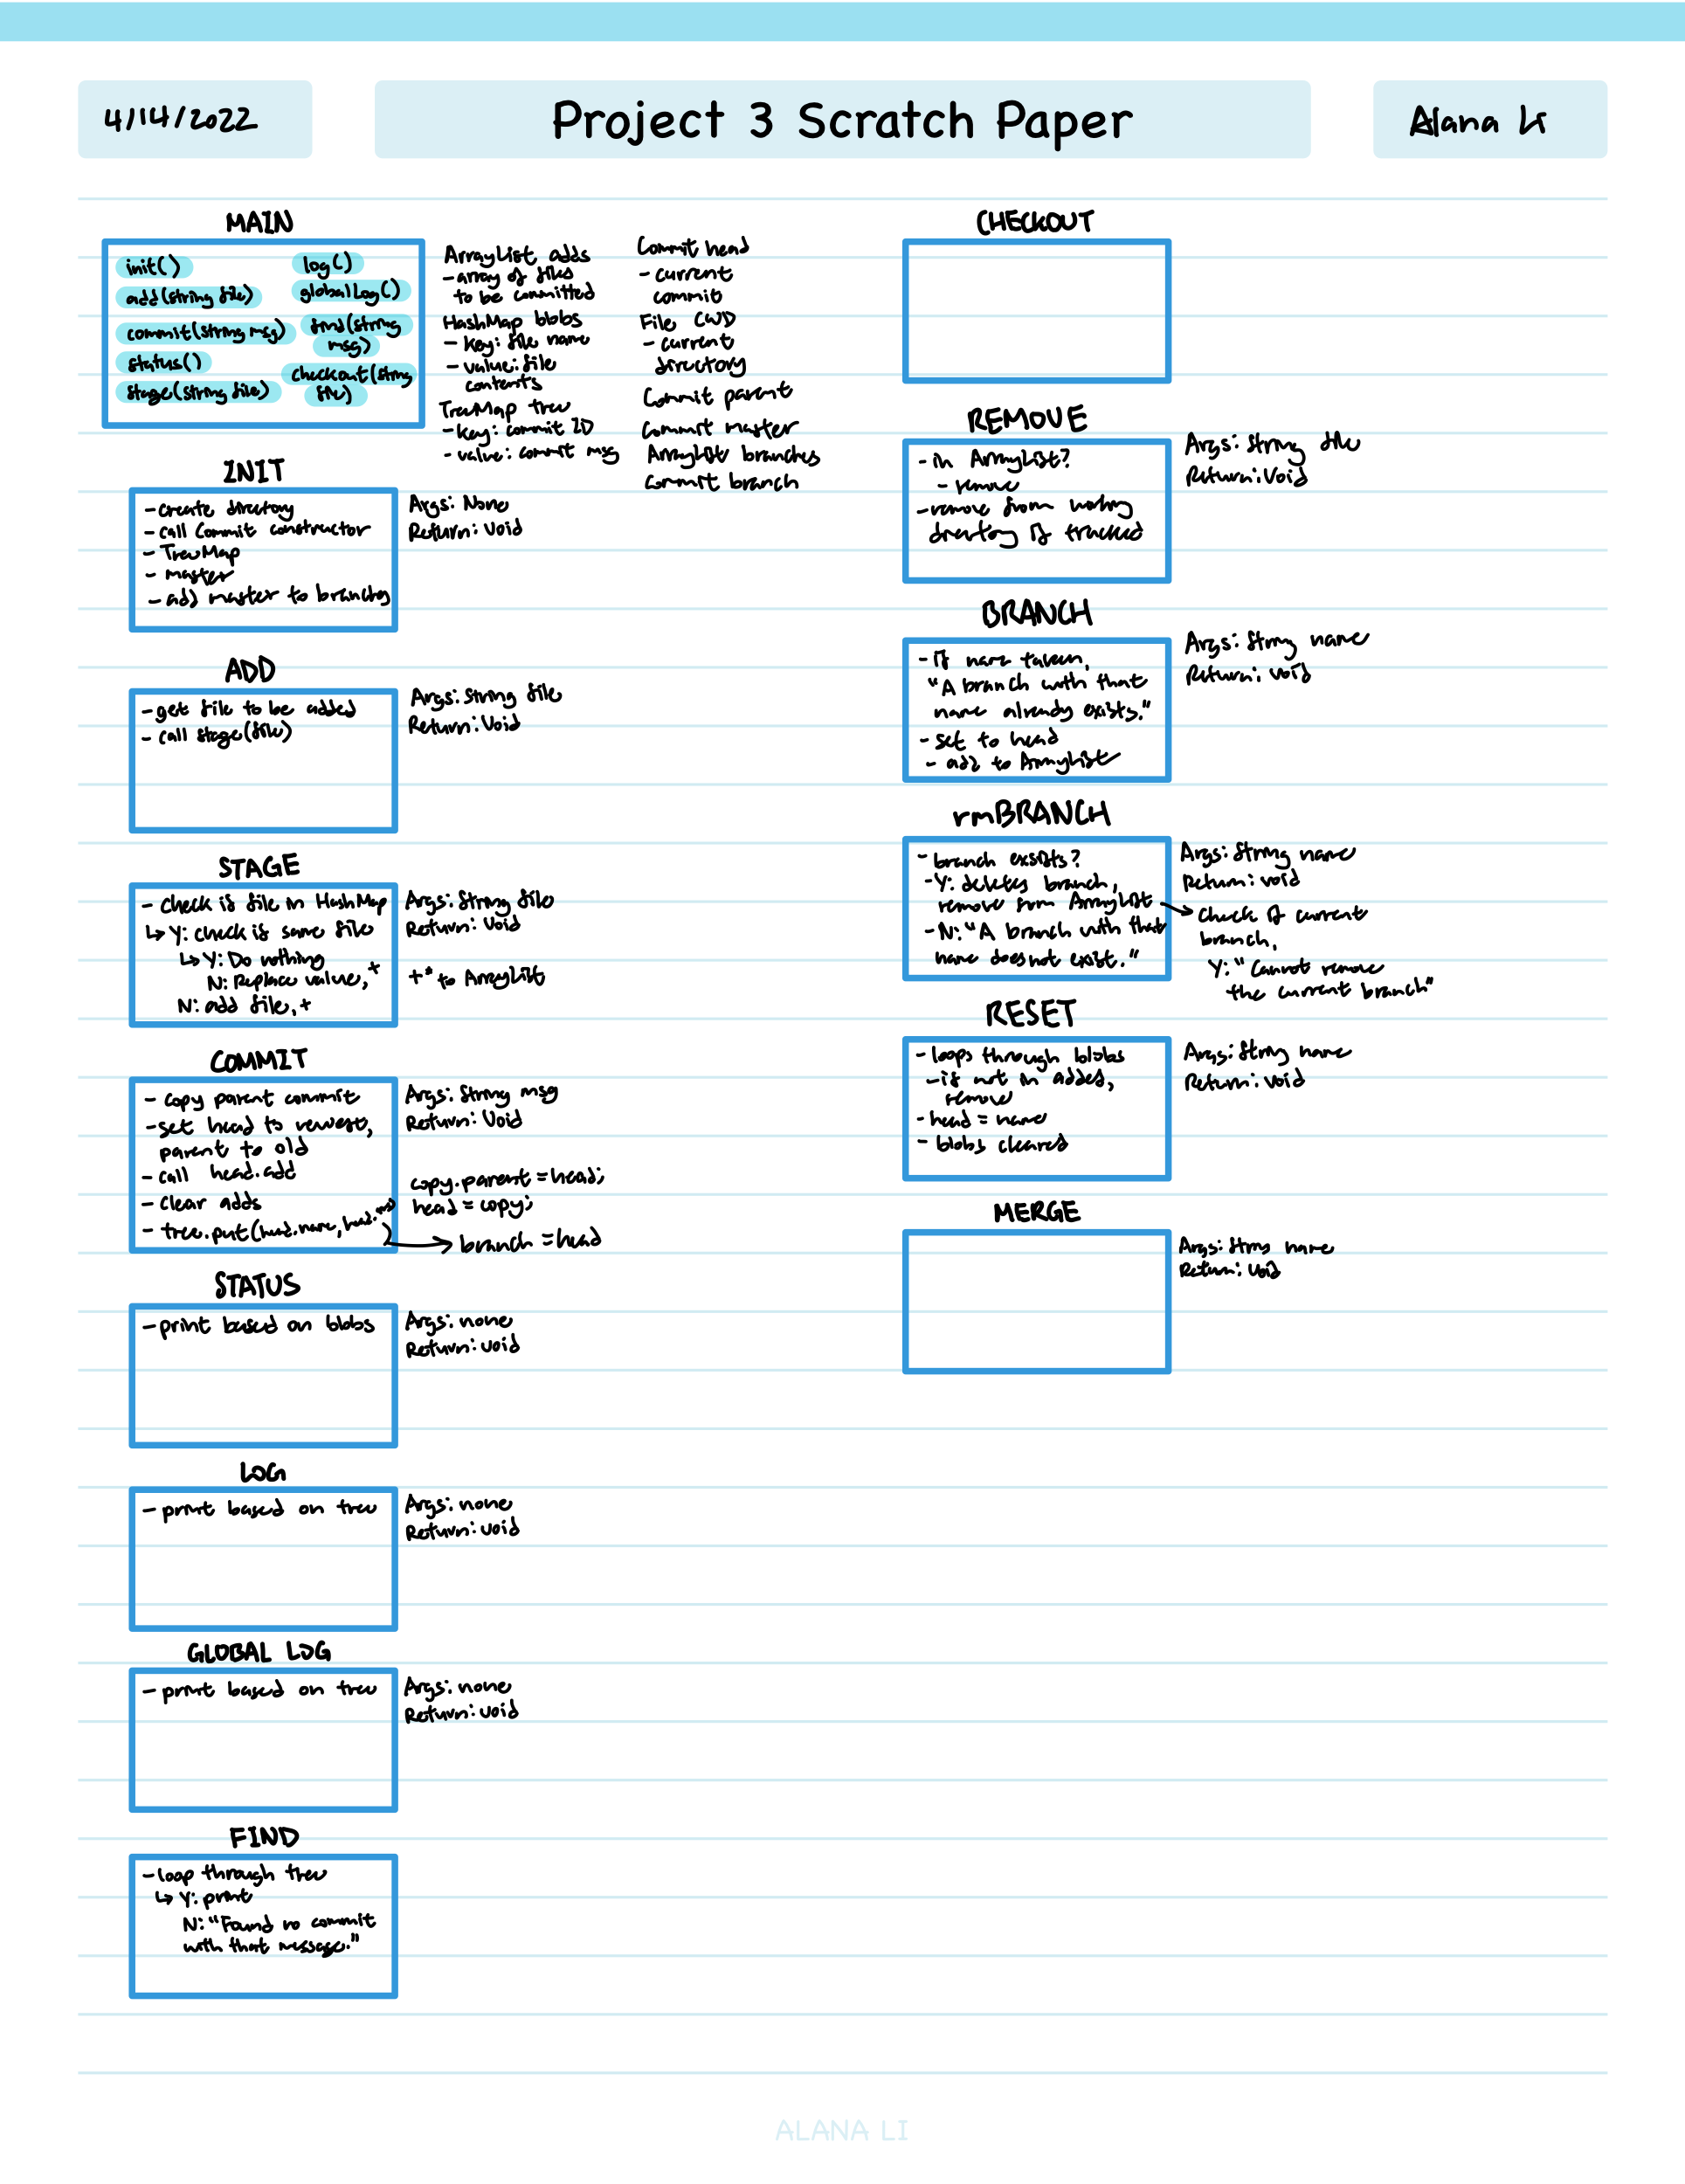 4/14/2022
Project 3 Scratch Paper
Alana Li
MAIN
init()
add(string file)
commit(string msg)
status()
stage(string file)
log()
globalLog()
find(string
msg)
checkout(string
file)
ArrayList adds
- array of files
to be committed
HashMap blobs
- key: file name
- value: file
contents
TreeMap tree
- key: commit ID
- value: commit msg
Commit head
- current
commit
File CWD
- current
directory
Commit parent
Commit master
ArrayList branches
Commit branch
INIT
- create directory
- call Commit constructor
- TreeMap
- master
- add master to branches
Args: None
Return: Void
ADD
- get file to be added
- call stage(file)
Args: String file
Return: Void
STAGE
- check if file in HashMap
↳ Y: check if same file
↳ Y: Do nothing
N: Replace value, +
N: add file, +
Args: String file
Return: Void
+* to ArrayList
COMMIT
- copy parent commit
- set head to newest,
parent to old
- call head.add
- clear adds
- tree.put(head.name, head.msg)
Args: String msg
Return: Void
copy.parent = head;
head = copy;
→ branch = head
STATUS
- print based on blobs
Args: none
Return: void
LOG
- print based on tree
Args: none
Return: void
GLOBAL LOG
- print based on tree
Args: none
Return: void
FIND
- loop through tree
↳ Y: print
N: "Found no commit
with that message."
CHECKOUT
REMOVE
- in ArrayList?
- remove
- remove from working
directory if tracked
Args: String file
Return: Void
BRANCH
- if name taken,
"A branch with that
name already exists."
- set to head
- add to ArrayList
Args: String name
Return: void
rmBRANCH
- branch exsists?
- Y: deletes branch,
remove from ArrayList
- N: "A branch with that
name does not exist."
Args: String name
Return: void
→ Check if current
branch,
Y: "Cannot remove
the current branch"
RESET
- loops through blobs
- if not in added,
remove
- head = name
- blobs cleared
Args: String name
Return: void
MERGE
Args: String name
Return: void
ALANA LI